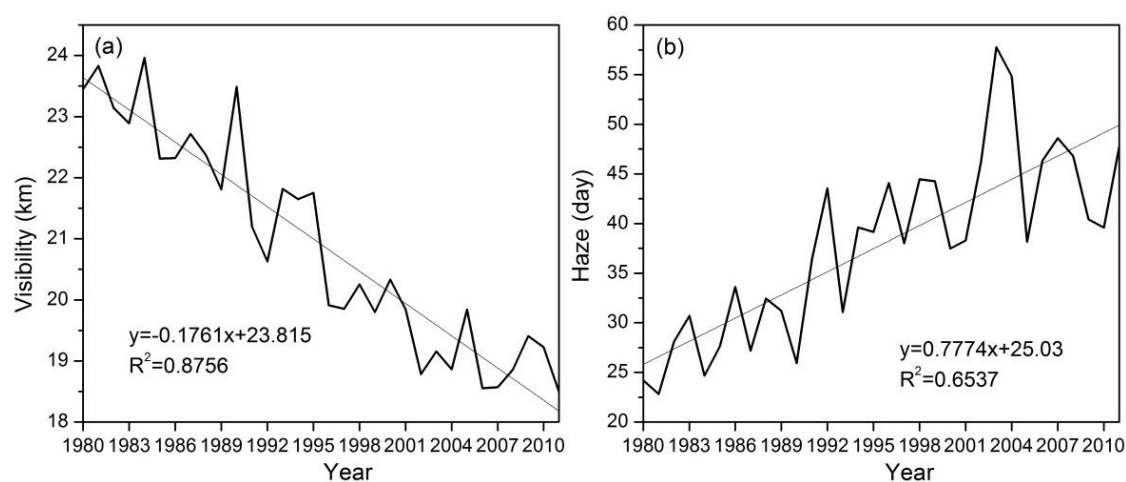 (a)
24
23
22
21
20
19
18
Visibility (km)
y=-0.1761x+23.815
R²=0.8756
1980 1983 1986 1989 1992 1995 1998 2001 2004 2007 2010
Year
(b)
60
55
50
45
40
35
30
25
20
Haze (day)
y=0.7774x+25.03
R²=0.6537
1980 1983 1986 1989 1992 1995 1998 2001 2004 2007 2010
Year